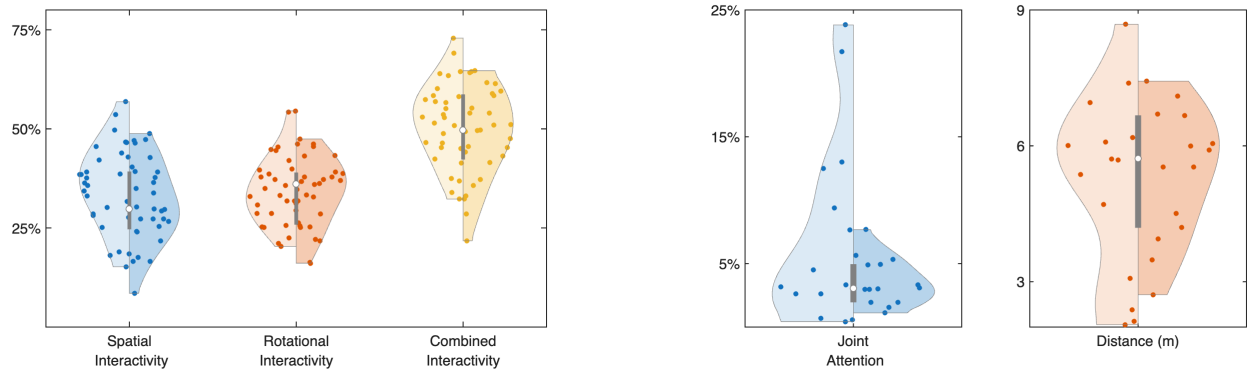 75%
50%
25%
Spatial
Interactivity
Rotational
Interactivity
Combined
Interactivity
25%
15%
5%
Joint
Attention
9
6
3
Distance (m)